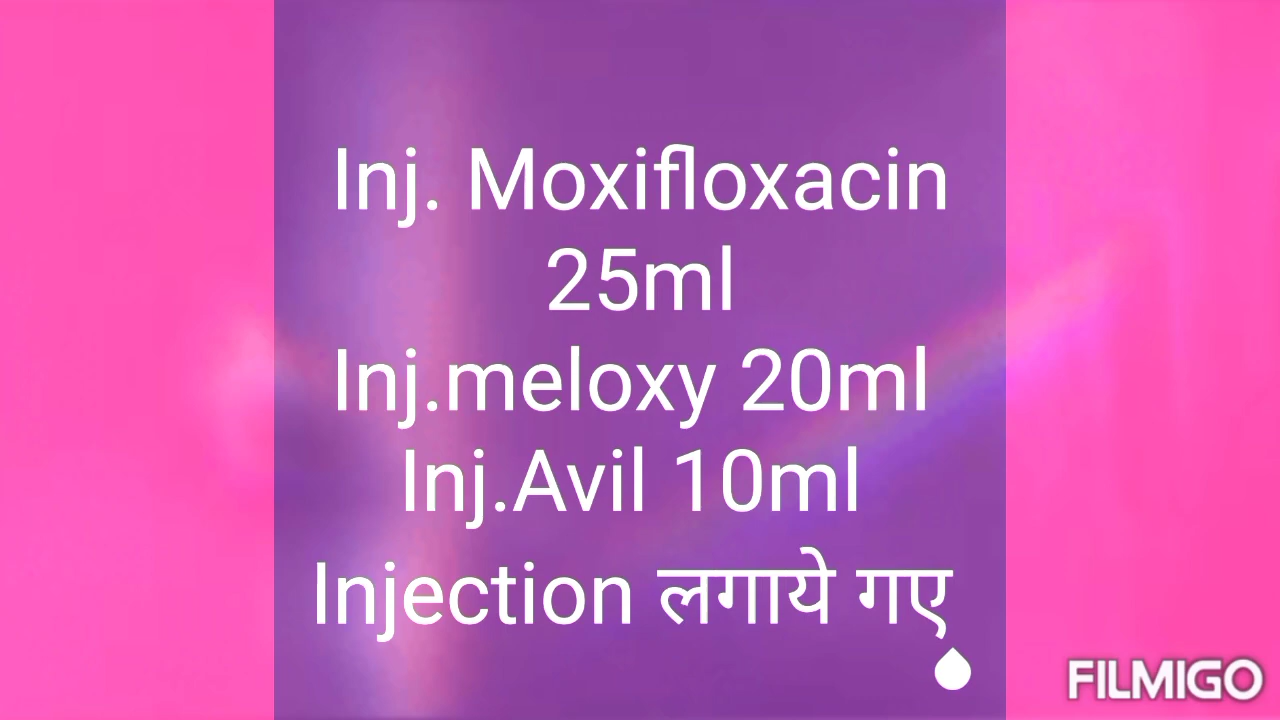 Inj. Moxifloxacin
25ml
Inj.meloxy 20ml
Inj.Avil 10ml
Injection लगाये गए
FILMIGO